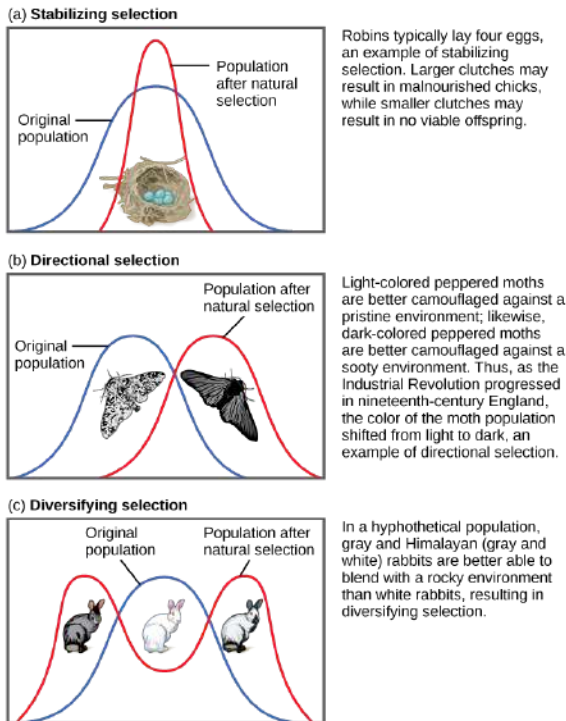 (a) Stabilizing selection
Population
after natural
selection
Original
population
Robins typically lay four eggs,
an example of stabilizing
selection. Larger clutches may
result in malnourished chicks,
while smaller clutches may
result in no viable offspring.
(b) Directional selection
Population after
natural selection
Original
population
Light-colored peppered moths
are better camouflaged against a
pristine environment; likewise,
dark-colored peppered moths
are better camouflaged against a
sooty environment. Thus, as the
Industrial Revolution progressed
in nineteenth-century England,
the color of the moth population
shifted from light to dark, an
example of directional selection.
(c) Diversifying selection
Original
population
Population after
natural selection
In a hyphothetical population,
gray and Himalayan (gray and
white) rabbits are better able to
blend with a rocky environment
than white rabbits, resulting in
diversifying selection.